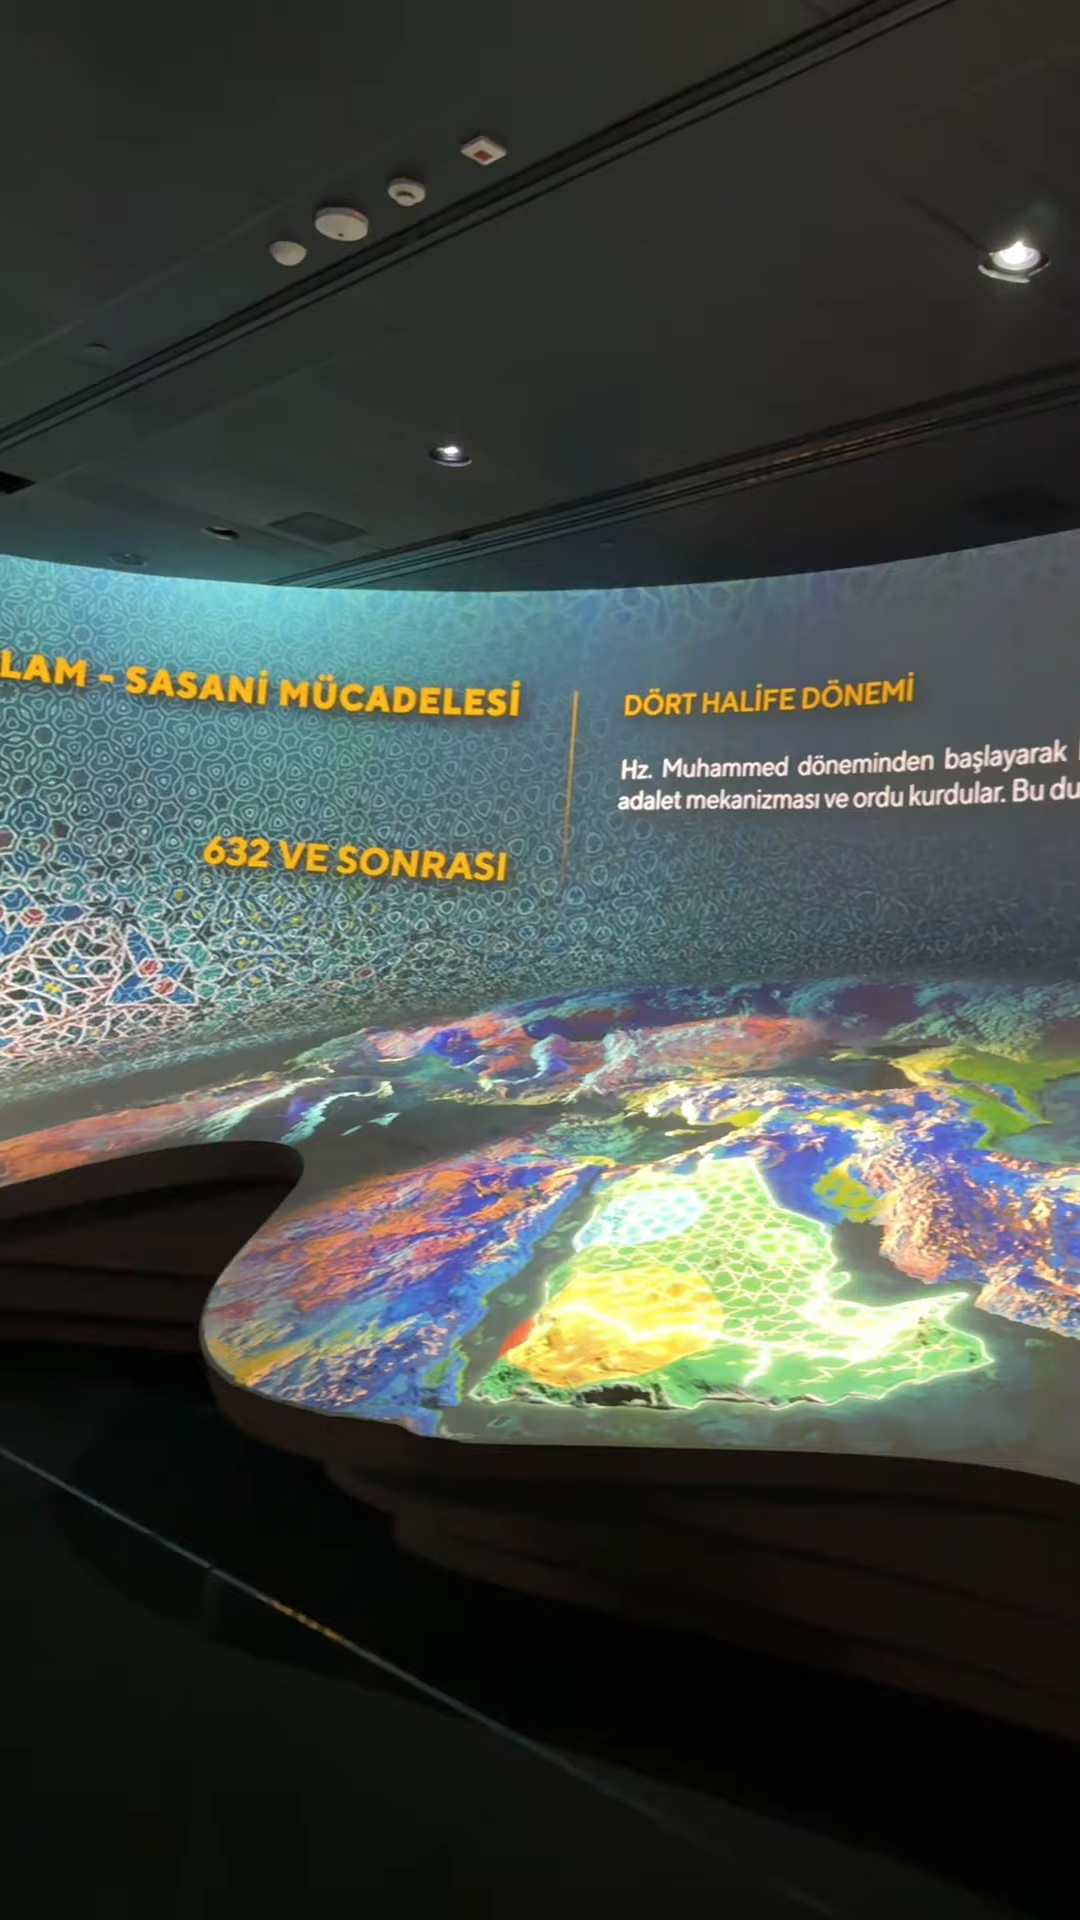 LAM - SASANİ MÜCADELESİ
632 VE SONRASI
DÖRT HALİFE DÖNEMİ
Hz. Muhammed döneminden başlayarak
adalet mekanizması ve ordu kurdular. Bu du